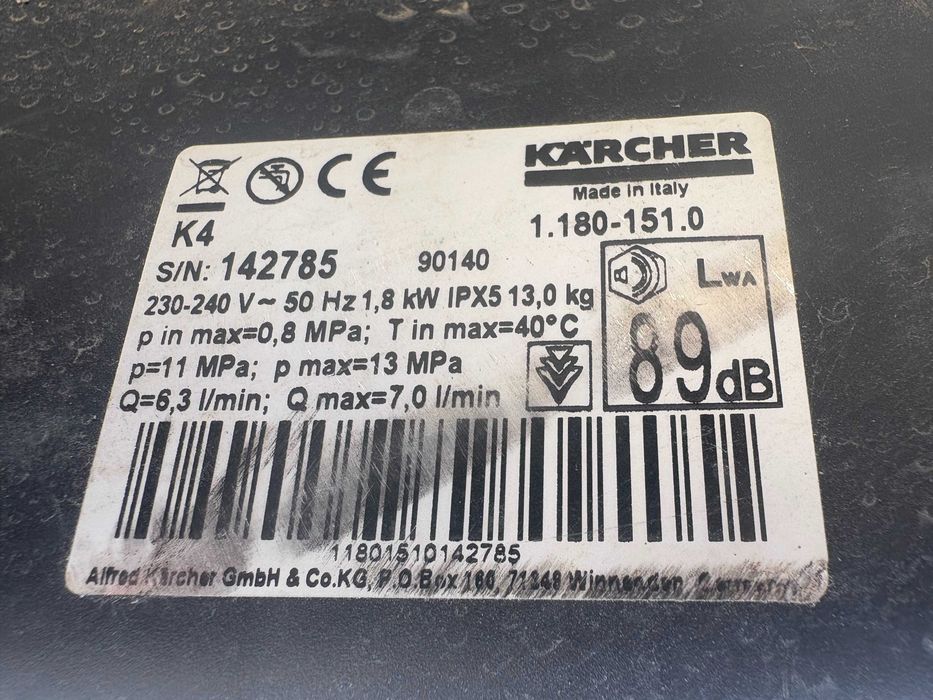 CE
KÄRCHER
Made in Italy
K4
1.180-151.0
S/N: 142785 90140
230-240 V~ 50 Hz 1,8 kW IPX5 13,0 kg
p in max=0,8 MPa; T in max=40°C
p=11 MPa; p max=13 MPa
Q=6,3 l/min; Q max=7,0 l/min
LWA
89dB
11801510142785
Alfred Kärcher GmbH & Co.KG, P.O.Box 160, 71349 Winnenden, Germany